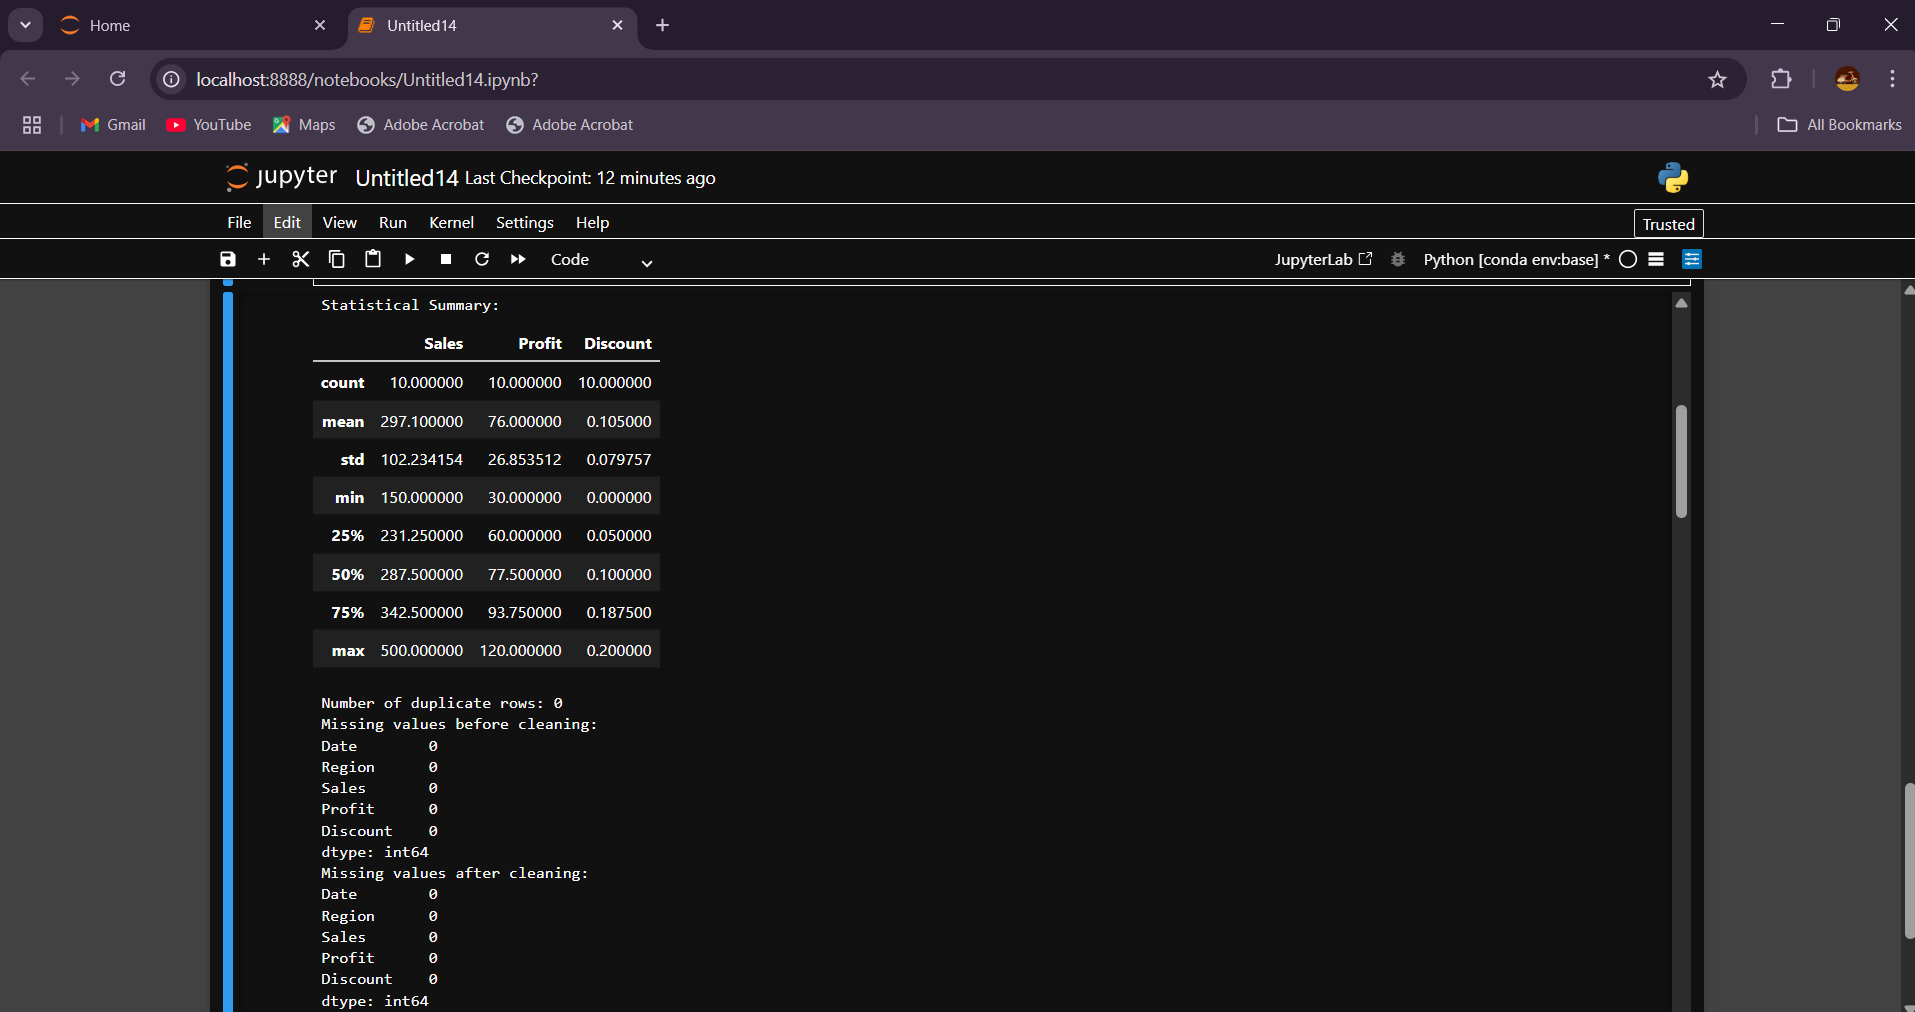 Home
Untitled14
localhost:8888/notebooks/Untitled14.ipynb?
Gmail YouTube Maps Adobe Acrobat Adobe Acrobat All Bookmarks
jupyter Untitled14 Last Checkpoint: 12 minutes ago
File Edit View Run Kernel Settings Help Trusted
Code JupyterLab Python [conda env:base] *
Statistical Summary:
Sales Profit Discount
count 10.000000 10.000000 10.000000
mean 297.100000 76.000000 0.105000
std 102.234154 26.853512 0.079757
min 150.000000 30.000000 0.000000
25% 231.250000 60.000000 0.050000
50% 287.500000 77.500000 0.100000
75% 342.500000 93.750000 0.187500
max 500.000000 120.000000 0.200000
Number of duplicate rows: 0
Missing values before cleaning:
Date 0
Region 0
Sales 0
Profit 0
Discount 0
dtype: int64
Missing values after cleaning:
Date 0
Region 0
Sales 0
Profit 0
Discount 0
dtype: int64